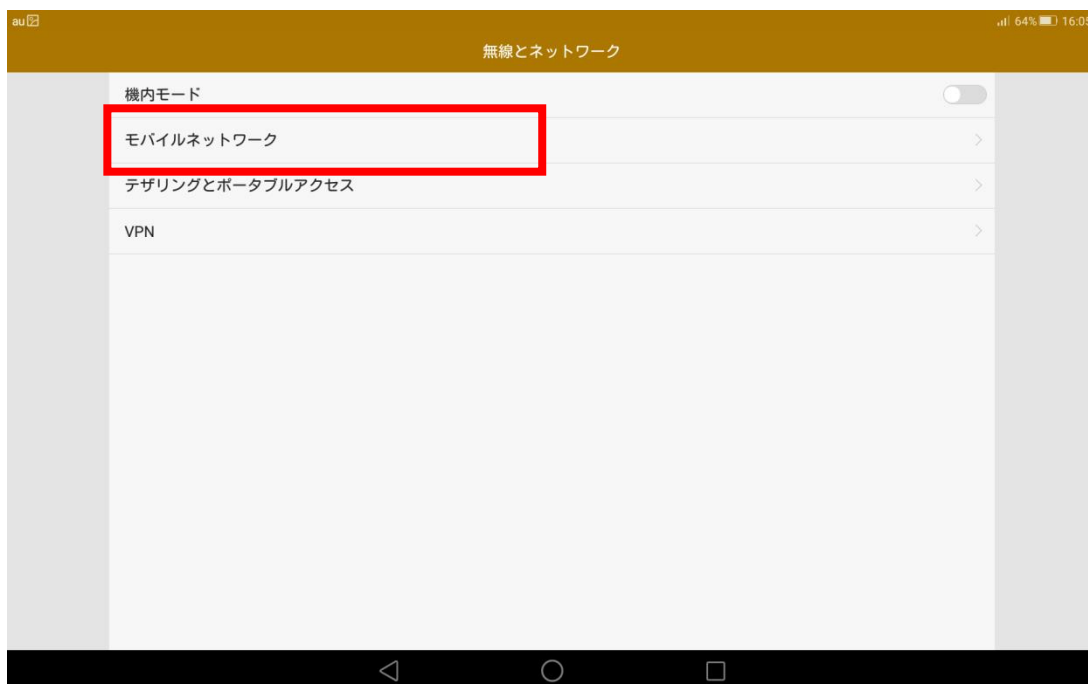 au 64% 16:05
無線とネットワーク
機内モード
モバイルネットワーク
テザリングとポータブルアクセス
VPN